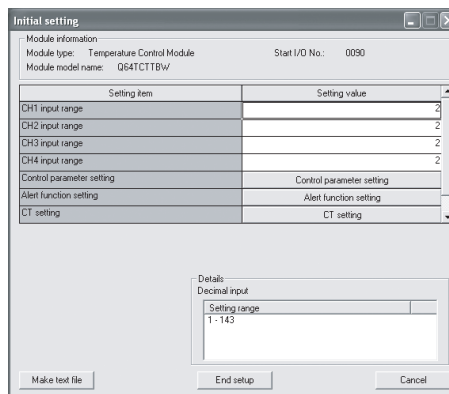 Initial setting
Module information
Module type: Temperature Control Module Start I/O No.: 0090
Module model name: Q64TCTTBW
Setting item Setting value
CH1 input range 2
CH2 input range 2
CH3 input range 2
CH4 input range 2
Control parameter setting Control parameter setting
Alert function setting Alert function setting
CT setting CT setting
Details
Decimal input
Setting range
1 - 143
Make text file End setup Cancel